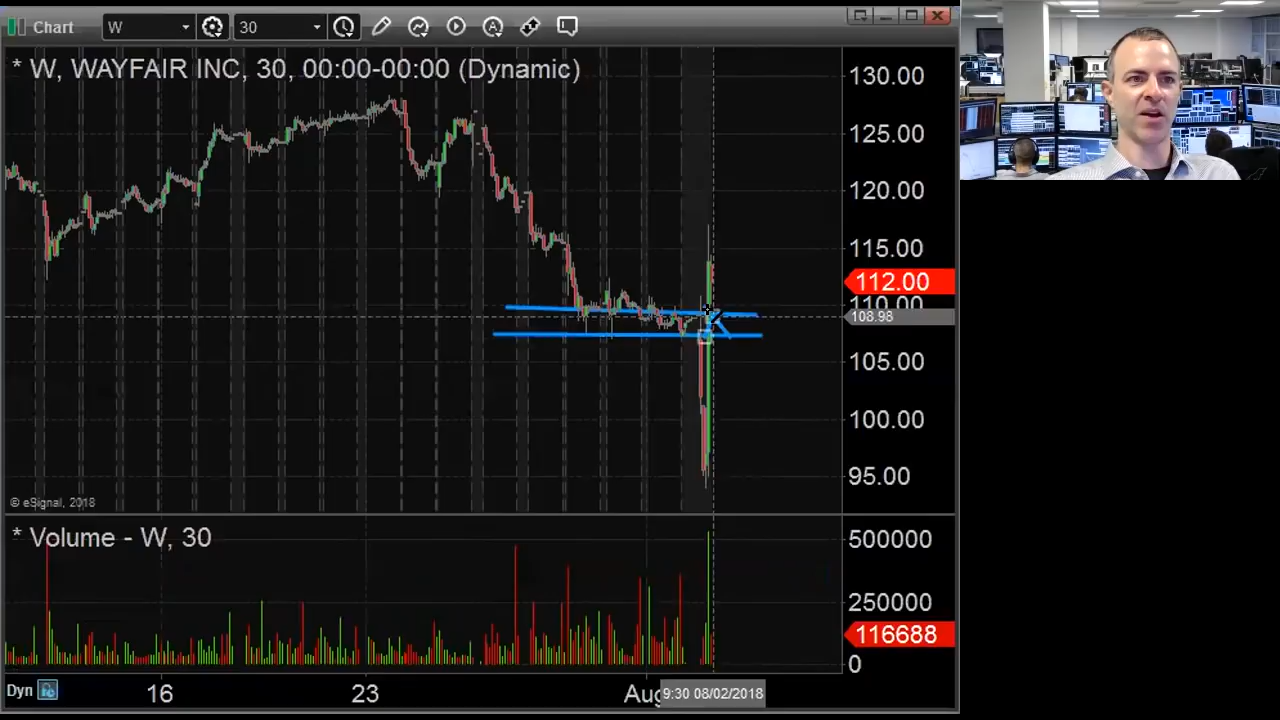 Chart W 30
* W, WAYFAIR INC, 30, 00:00-00:00 (Dynamic)
130.00
125.00
120.00
115.00
112.00
110.00
108.98
105.00
100.00
95.00
© eSignal, 2018
* Volume - W, 30
500000
250000
116688
0
Dyn 16 23 Aug 9:30 08/02/2018